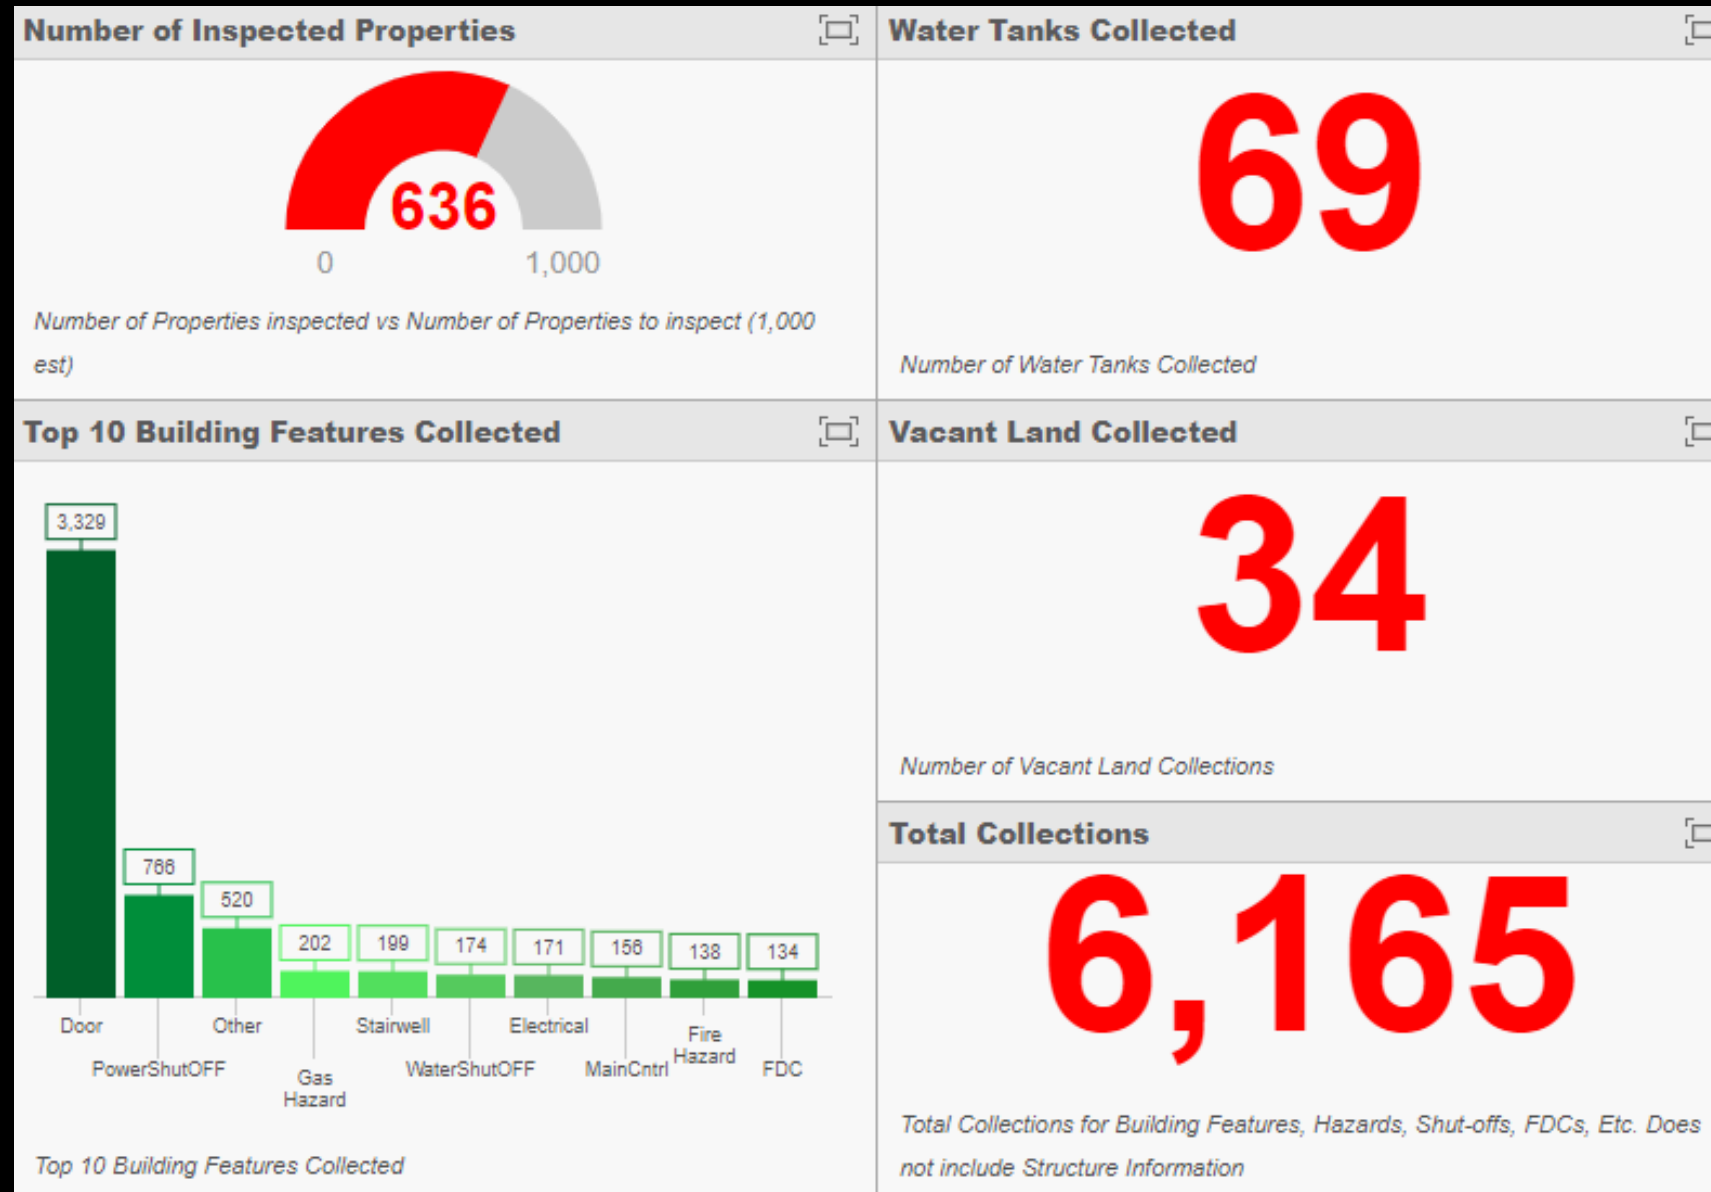 Number of Inspected Properties
636
0
1,000
Number of Properties inspected vs Number of Properties to inspect (1,000
est)
Water Tanks Collected
69
Number of Water Tanks Collected
Top 10 Building Features Collected
3,329
766
520
202
199
174
171
156
138
134
Door
PowerShutOFF
Other
Gas
Hazard
Stairwell
WaterShutOFF
Electrical
MainCntrl
Fire
Hazard
FDC
Top 10 Building Features Collected
Vacant Land Collected
34
Number of Vacant Land Collections
Total Collections
6,165
Total Collections for Building Features, Hazards, Shut-offs, FDCs, Etc. Does
not include Structure Information